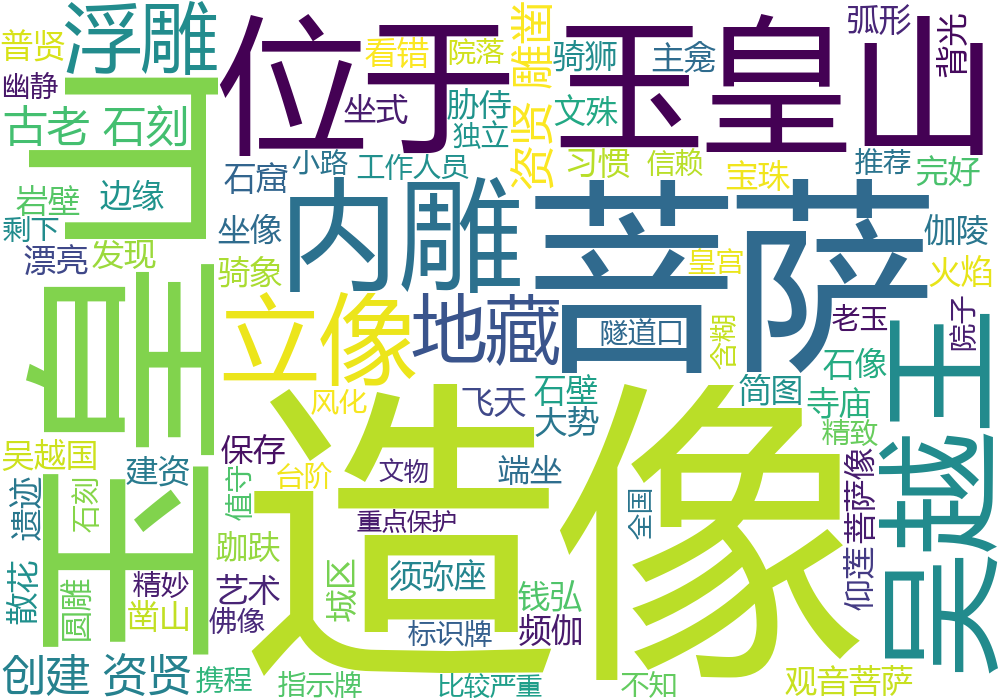 普贤
浮雕
位于
看错
院落
雕凿
骑狮
主龛
玉皇山
弧形
背光
幽静
坐式
胁侍
独立
文殊
古老 石刻
资贤
习惯
信赖
推荐
完好
石窟
小路
工作人员
宝珠
岩壁
边缘
剩下
玉皇山
内雕
菩萨
坐像
伽陵
漂亮
发现
骑象
皇宫
火焰
立像
地藏
隧道口
含糊
老玉
院子
吴越王
简图
石像
石壁
飞天
风化
大势
寺庙
精致
吴越国
建资
保存
台阶
文物
端坐
全国
菩萨像
遗迹
石刻
值守
造像
重点保护
跏趺
仰莲
散花
圆雕
精妙
凿山
艺术
佛像
城区
须弥座
钱弘
频伽
标识牌
创建 资贤
携程
指示牌
比较严重
不知
观音菩萨